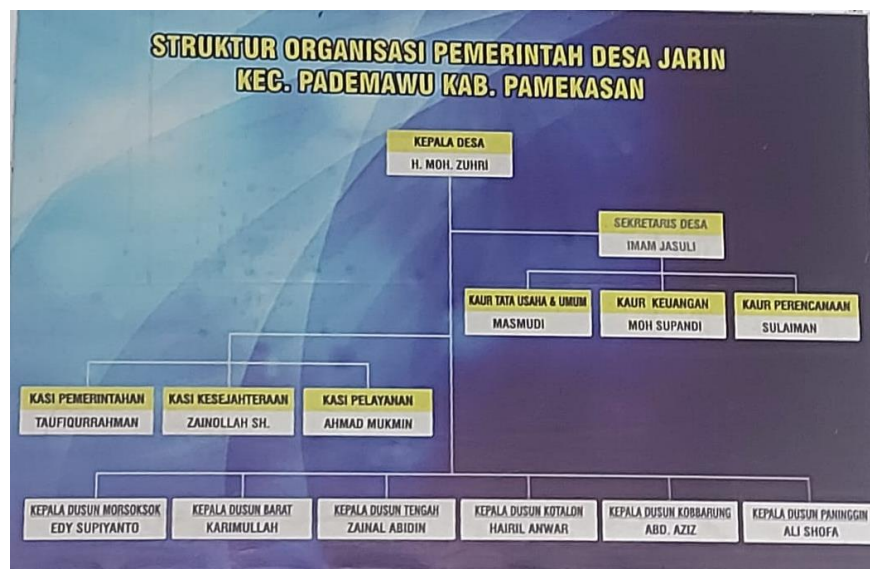 STRUKTUR ORGANISASI PEMERINTAH DESA JARIN
KEC. PADEMAWU KAB. PAMEKASAN
KEPALA DESA
H. MOH. ZUHRI
SEKRETARIS DESA
IMAM JASULI
KAUR TATA USAHA & UMUM
MASMUDI
KAUR KEUANGAN
MOH SUPANDI
KAUR PERENCANAAN
SULAIMAN
KASI PEMERINTAHAN
TAUFIQURRAHMAN
KASI KESEJAHTERAAN
ZAINOLLAH SH.
KASI PELAYANAN
AHMAD MUKMIN
KEPALA DUSUN MORSOKSOK
EDY SUPIYANTO
KEPALA DUSUN BARAT
KARIMULLAH
KEPALA DUSUN TENGAH
ZAINAL ABIDIN
KEPALA DUSUN KOTALON
HAIRIL ANWAR
KEPALA DUSUN KOBBARUNG
ABD. AZIZ
KEPALA DUSUN PANINGGIN
ALI SHOFA